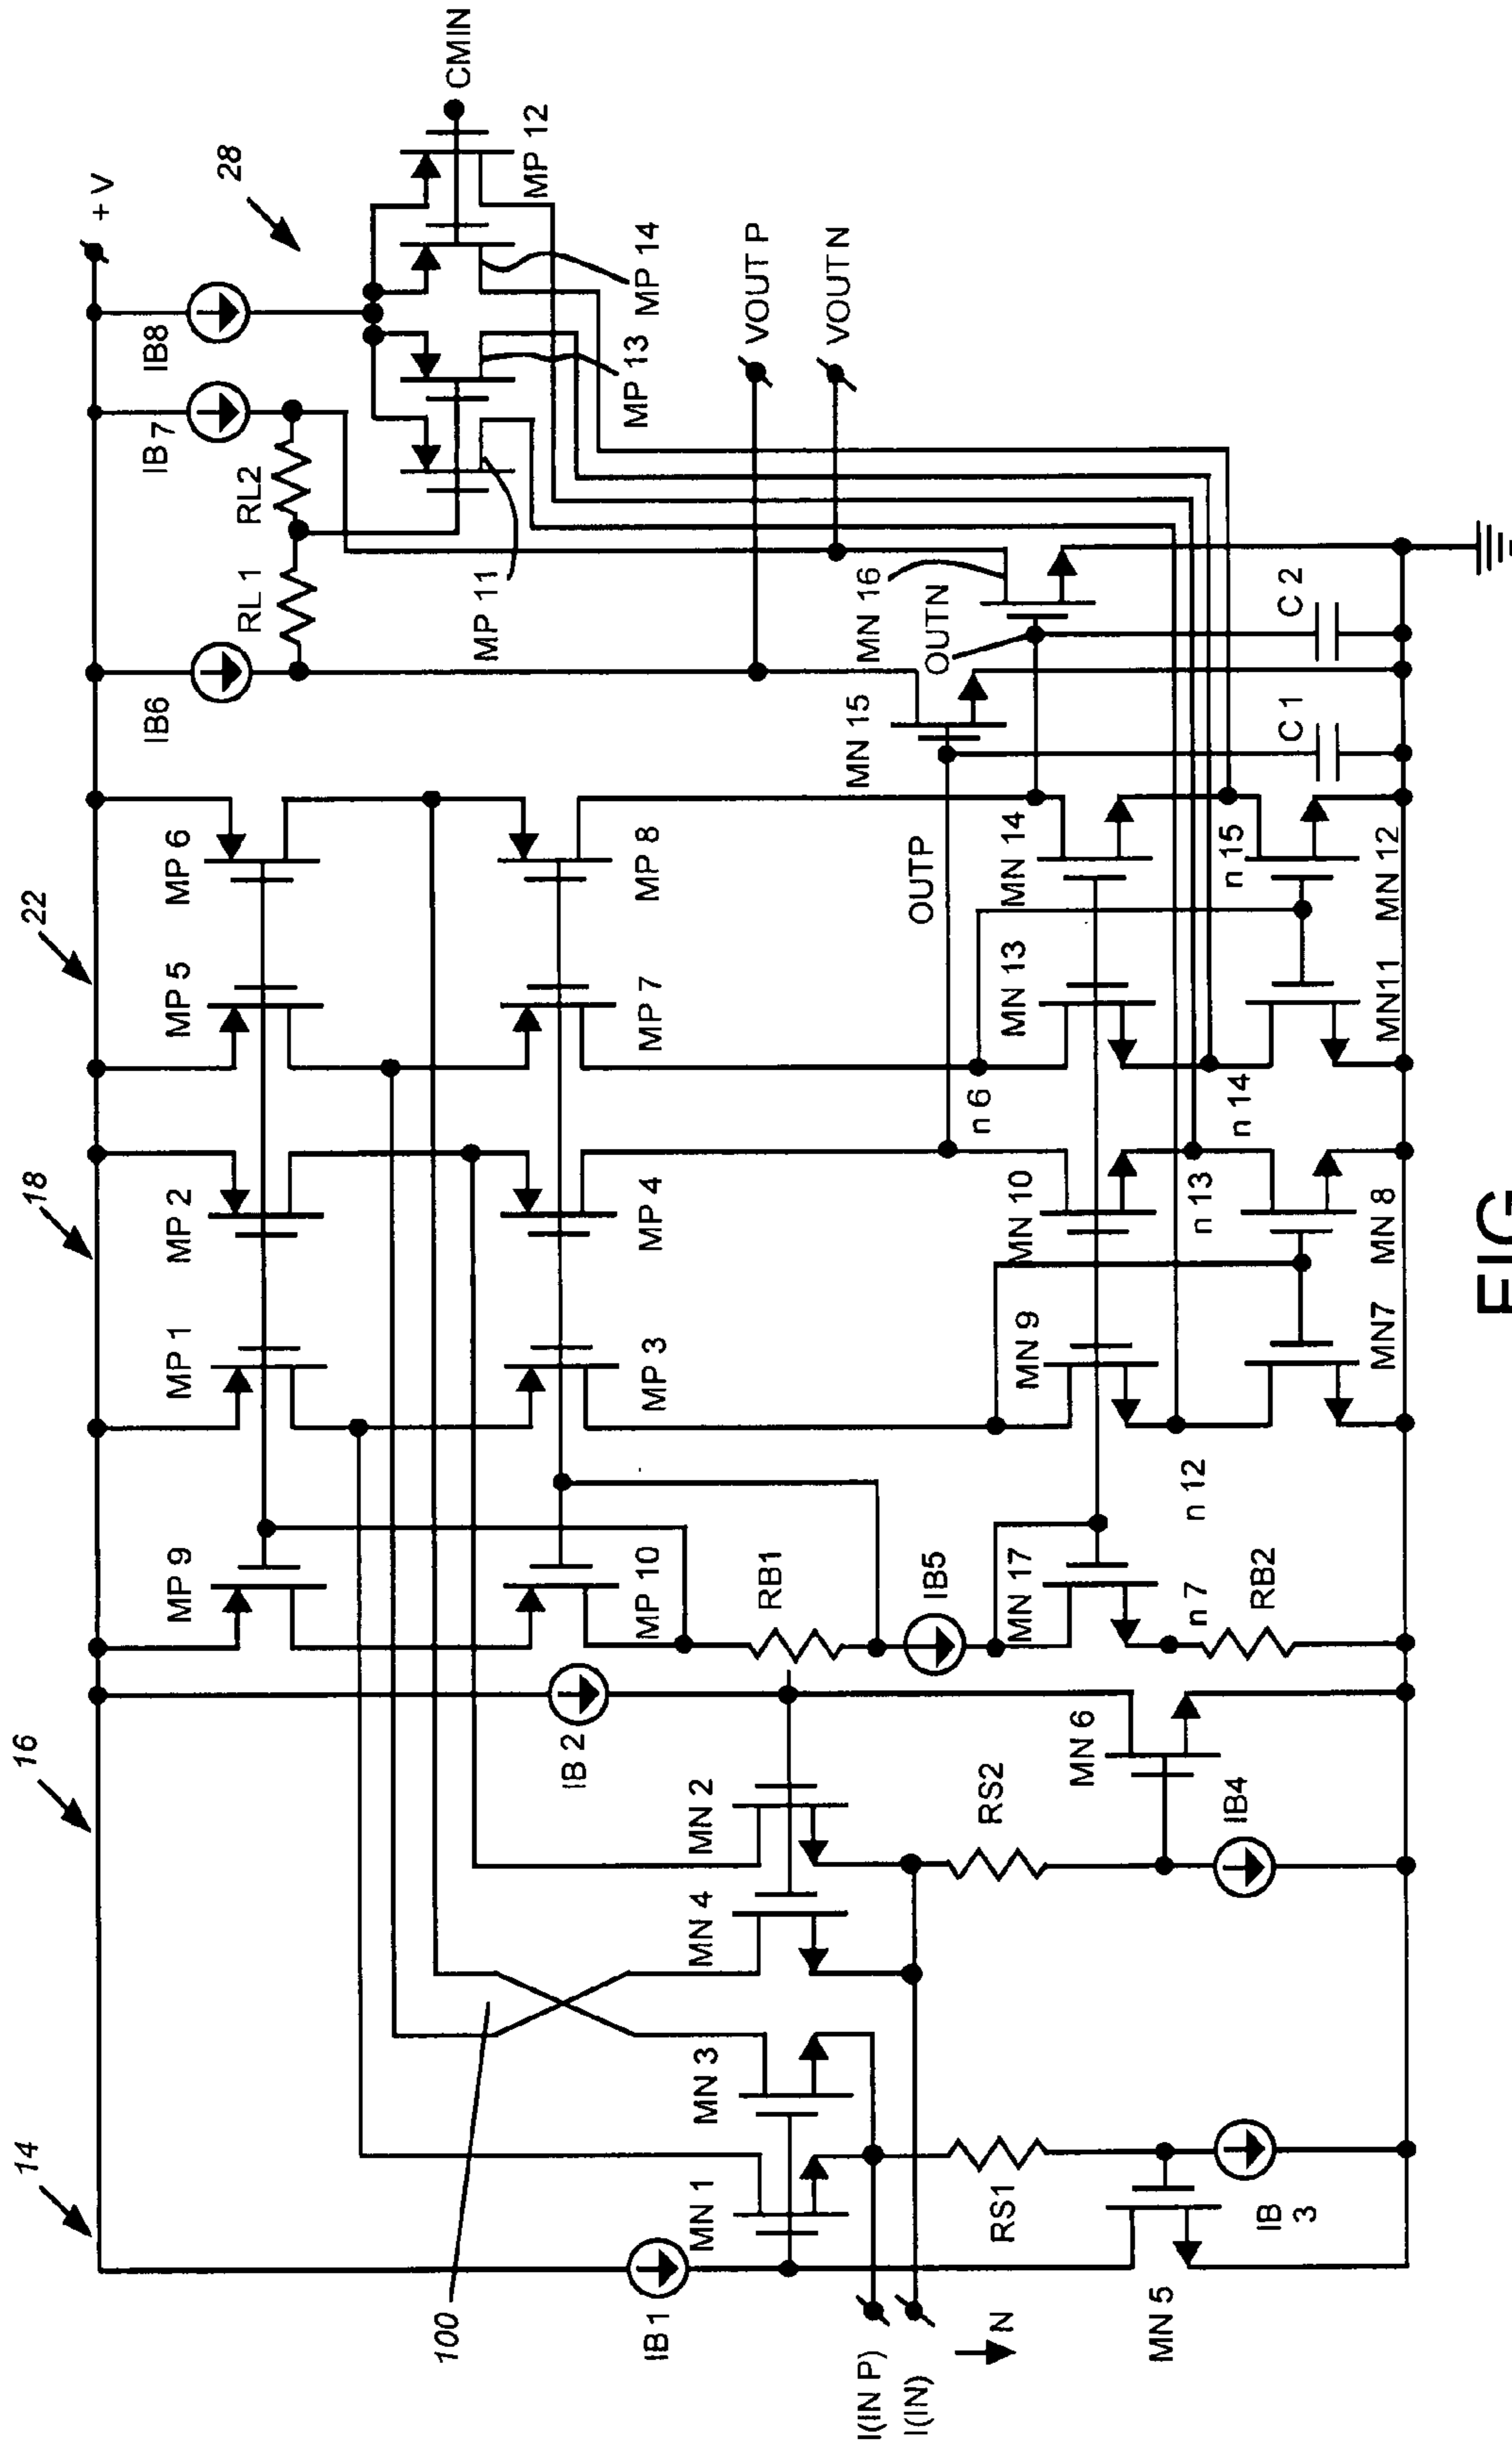 14
16
18
22
+ V
28
IB6
IB 7
IB8
RL 1
RL2
CMIN
MP 9
MP 1
MP 2
MP 5
MP 6
MP 11
MP 13
MP 14
MP 12
100
IB 1
IB 2
MN 1
MN 3
MN 4
MN 2
MP 10
MP 3
MP 4
MP 7
MP 8
RB1
VOUT P
VOUT N
I(IN P)
I(IN)
N
RS1
RS2
IB5
OUTP
MN 15
MN 16
OUTN
n 6
MN 17
MN 9
MN 10
MN 13
MN 14
MN 5
MN 6
n 7
n 12
n 13
n 14
n 15
IB 3
IB4
RB2
MN7
MN 8
MN11
MN 12
C 1
C 2
FIG